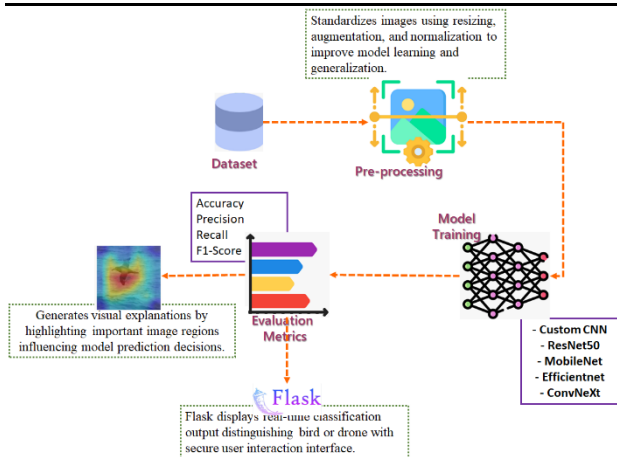 Standardizes images using resizing,
augmentation, and normalization to
improve model learning and
generalization.
Dataset
Pre-processing
Model
Training
Accuracy
Precision
Recall
F1-Score
Evaluation
Metrics
Generates visual explanations by
highlighting important image regions
influencing model prediction decisions.
- Custom CNN
- ResNet50
- MobileNet
- Efficientnet
- ConvNeXt
Flask
Flask displays real-time classification
output distinguishing bird or drone with
secure user interaction interface.